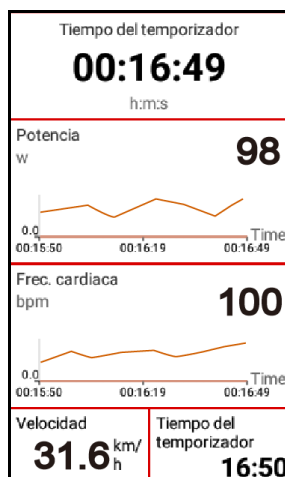 Tiempo del temporizador
00:16:49
h:m:s
Potencia
w
98
0.0
Time
00:15:50 00:16:19 00:16:49
Frec. cardiaca
bpm
100
0.0
Time
00:15:50 00:16:19 00:16:49
Velocidad
31.6 km/h
Tiempo del
temporizador
16:50